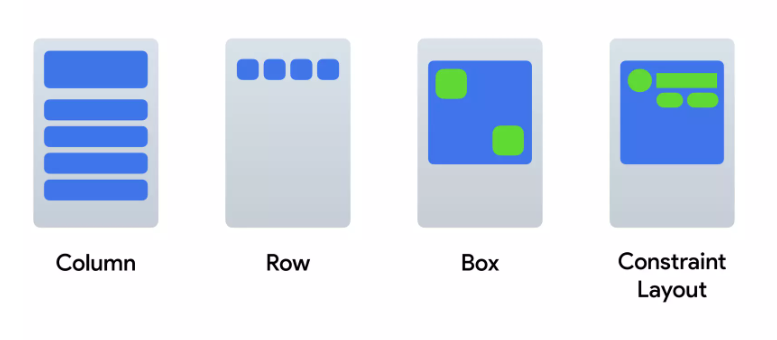 Column
Row
Box
Constraint
Layout